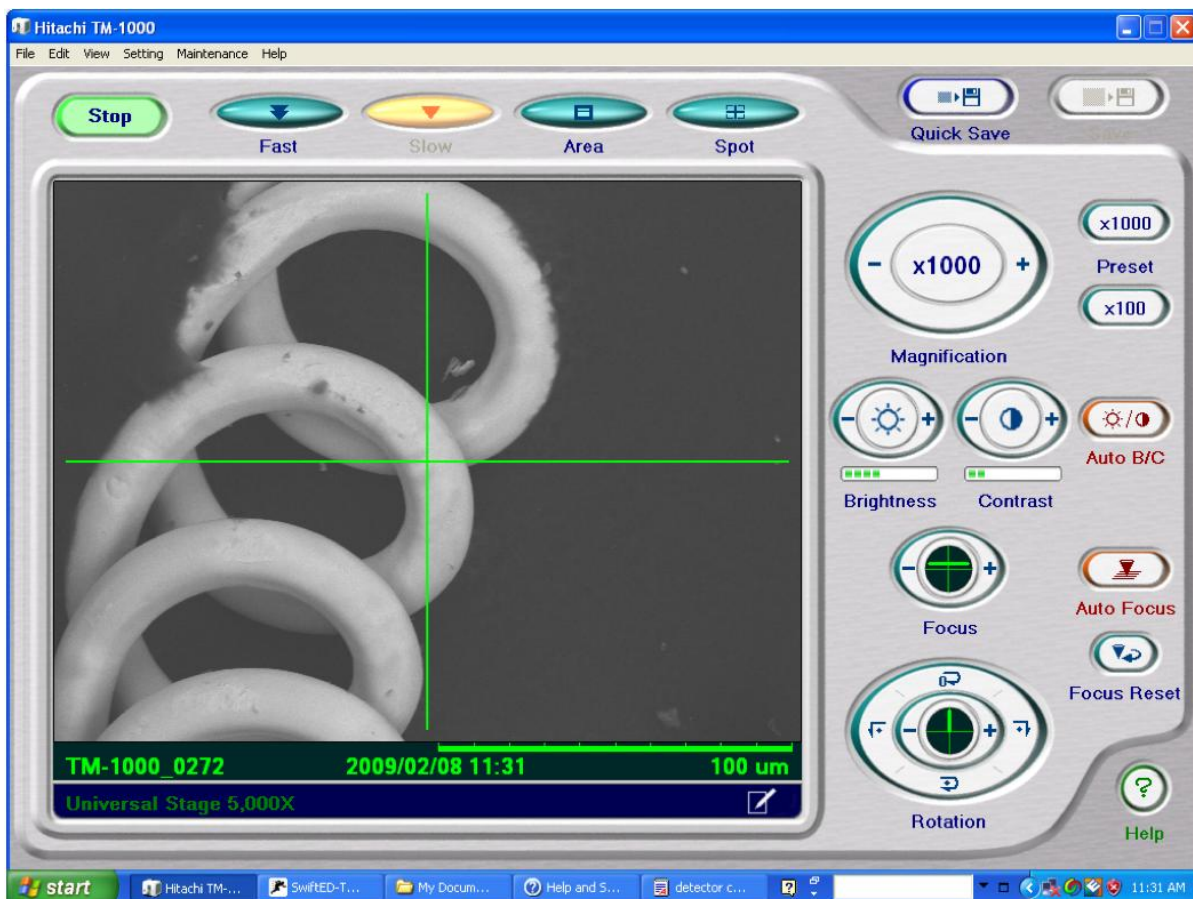 Hitachi TM-1000
File Edit View Setting Maintenance Help
Stop
Fast Slow Area Spot
Quick Save Save
x1000
Preset
x100
x1000
Magnification
Auto B/C
Brightness Contrast
Auto Focus
Focus
Focus Reset
Rotation
Help
TM-1000_0272 2009/02/08 11:31 100 um
Universal Stage 5,000X
start Hitachi TM-... SwiftED-T... My Docum... Help and S... detector c... 11:31 AM